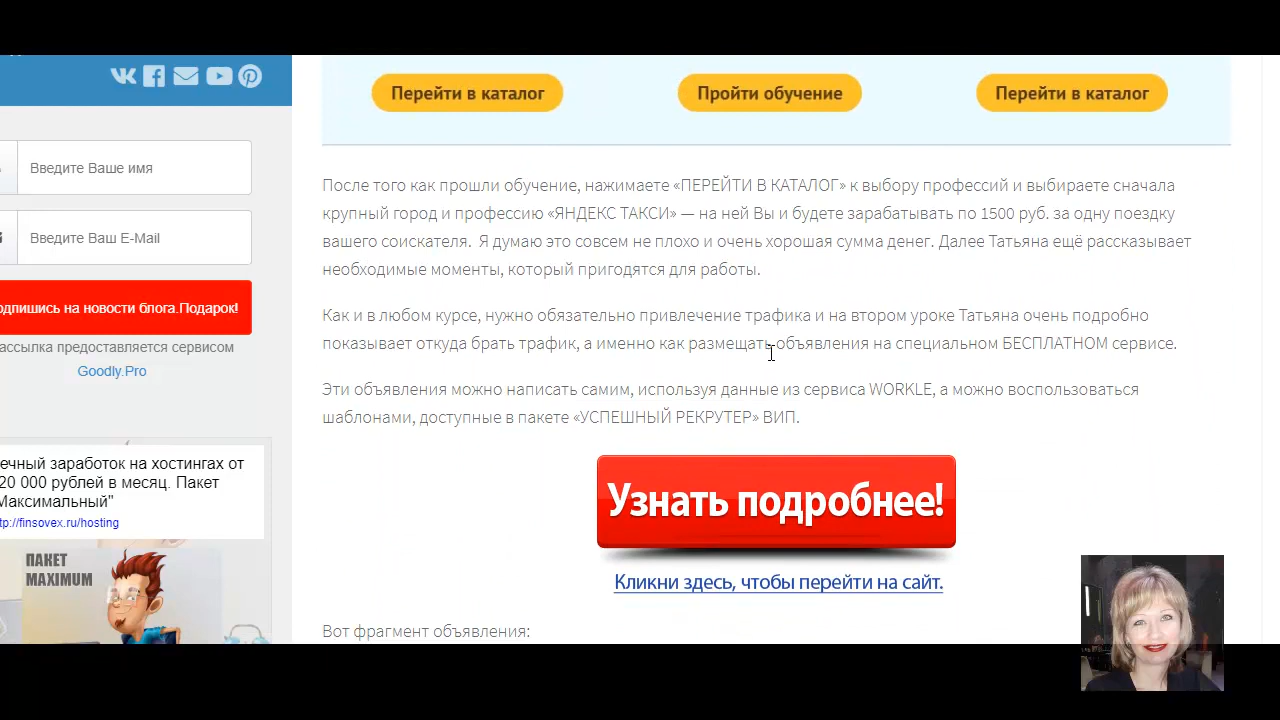 Перейти в каталог
Пройти обучение
Перейти в каталог
Введите Ваше имя
Введите Ваш E-Mail
одпишись на новости блога.Подарок!
ассылка предоставляется сервисом
Goodly.Pro
ечный заработок на хостингах от
20 000 рублей в месяц. Пакет
Максимальный"
tp://finsovex.ru/hosting
ПАКЕТ
MAXIMUM
После того как прошли обучение, нажимаете «ПЕРЕЙТИ В КАТАЛОГ» к выбору профессий и выбираете сначала
крупный город и профессию «ЯНДЕКС ТАКСИ» — на ней Вы и будете зарабатывать по 1500 руб. за одну поездку
вашего соискателя. Я думаю это совсем не плохо и очень хорошая сумма денег. Далее Татьяна ещё рассказывает
необходимые моменты, который пригодятся для работы.
Как и в любом курсе, нужно обязательно привлечение трафика и на втором уроке Татьяна очень подробно
показывает откуда брать трафик, а именно как размещать объявления на специальном БЕСПЛАТНОМ сервисе.
Эти объявления можно написать самим, используя данные из сервиса WORKLE, а можно воспользоваться
шаблонами, доступные в пакете «УСПЕШНЫЙ РЕКРУТЕР» ВИП.
Узнать подробнее!
Кликни здесь, чтобы перейти на сайт.
Вот фрагмент объявления: